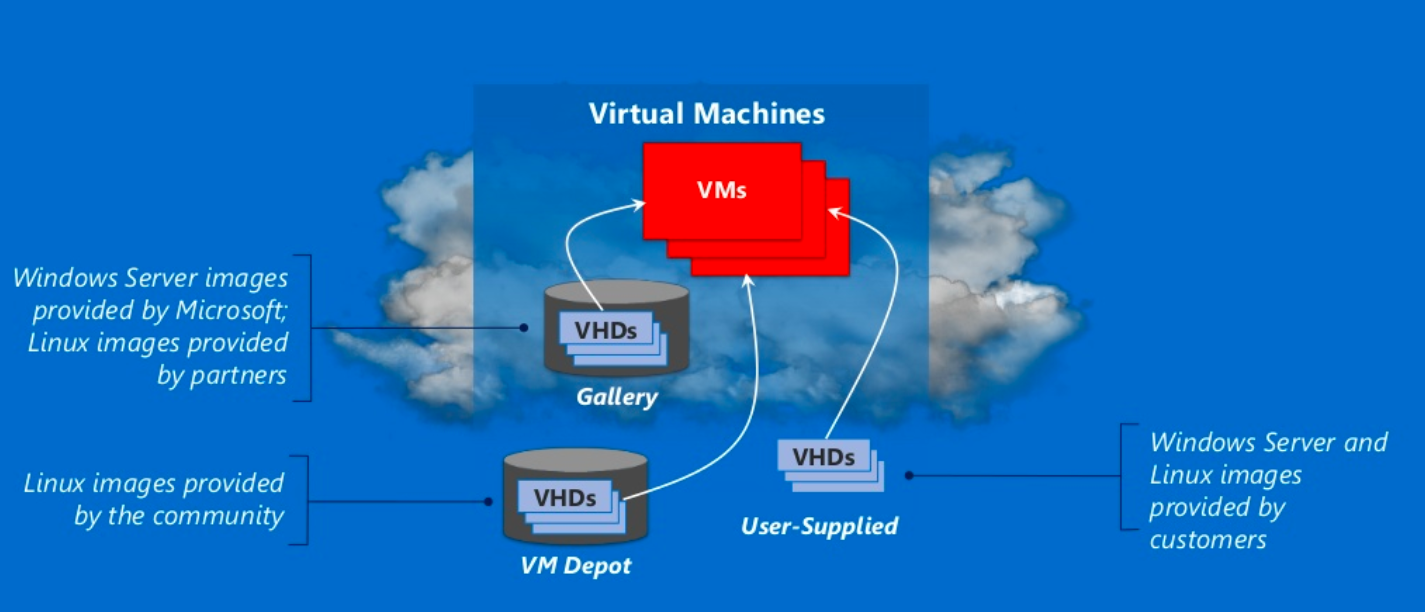 Virtual Machines
VMs
Windows Server images
provided by Microsoft;
Linux images provided
by partners
VHDs
Gallery
Linux images provided
by the community
VHDs
VM Depot
VHDs
User-Supplied
Windows Server and
Linux images
provided by
customers